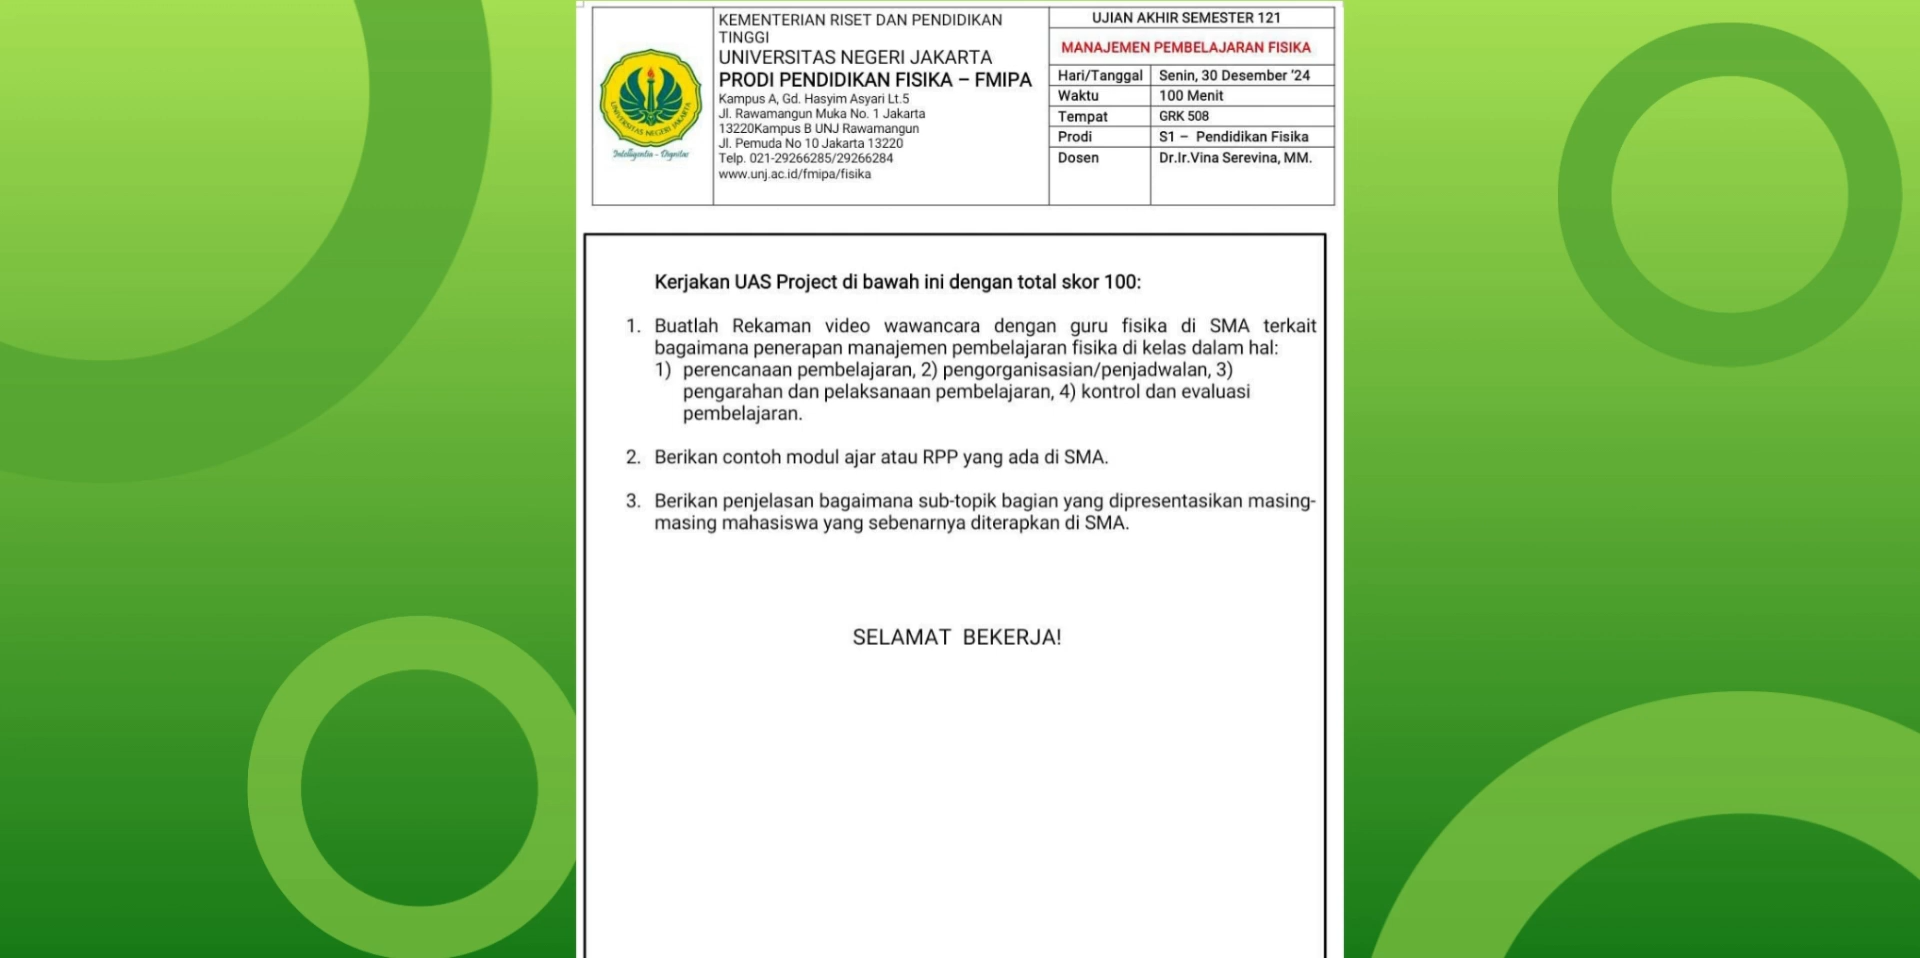 KEMENTERIAN RISET DAN PENDIDIKAN
TINGGI
UNIVERSITAS NEGERI JAKARTA
PRODI PENDIDIKAN FISIKA – FMIPA
Kampus A, Gd. Hasyim Asyari Lt.5
Jl. Rawamangun Muka No. 1 Jakarta
13220Kampus B UNJ Rawamangun
Jl. Pemuda No 10 Jakarta 13220
Telp. 021-29266285/29266284
www.unj.ac.id/fmipa/fisika
UNIVERSITAS NEGERI JAKARTA
Intelligentia - Dignitas
UJIAN AKHIR SEMESTER 121
MANAJEMEN PEMBELAJARAN FISIKA
Hari/Tanggal Senin, 30 Desember ’24
Waktu 100 Menit
Tempat GRK 508
Prodi S1 – Pendidikan Fisika
Dosen Dr.Ir.Vina Serevina, MM.
Kerjakan UAS Project di bawah ini dengan total skor 100:
1. Buatlah Rekaman video wawancara dengan guru fisika di SMA terkait
bagaimana penerapan manajemen pembelajaran fisika di kelas dalam hal:
1) perencanaan pembelajaran, 2) pengorganisasian/penjadwalan, 3)
pengarahan dan pelaksanaan pembelajaran, 4) kontrol dan evaluasi
pembelajaran.
2. Berikan contoh modul ajar atau RPP yang ada di SMA.
3. Berikan penjelasan bagaimana sub-topik bagian yang dipresentasikan masing-
masing mahasiswa yang sebenarnya diterapkan di SMA.
SELAMAT BEKERJA!